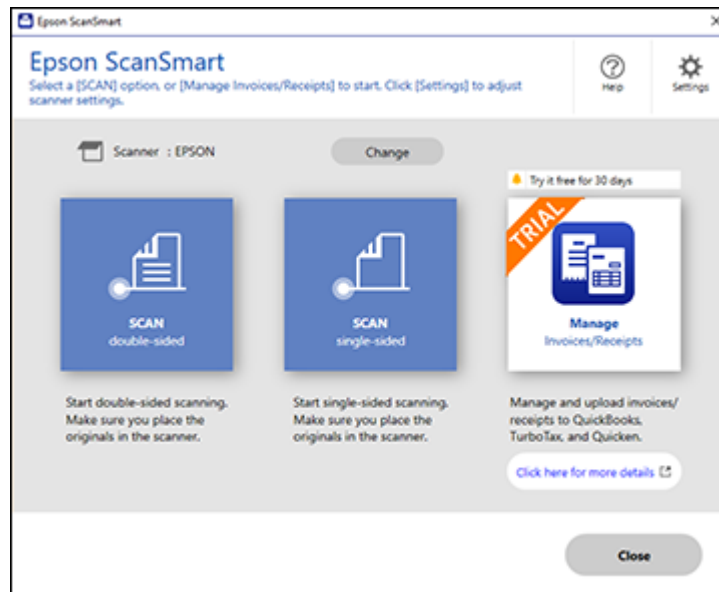 Epson ScanSmart
Epson ScanSmart
Select a [SCAN] option, or [Manage Invoices/Receipts] to start. Click [Settings] to adjust
scanner settings.
Help
Settings
Scanner : EPSON
Change
Try it free for 30 days
TRIAL
SCAN
double-sided
SCAN
single-sided
Manage
Invoices/Receipts
Start double-sided scanning.
Make sure you place the
originals in the scanner.
Start single-sided scanning.
Make sure you place the
originals in the scanner.
Manage and upload invoices/
receipts to QuickBooks,
TurboTax, and Quicken.
Click here for more details
Close